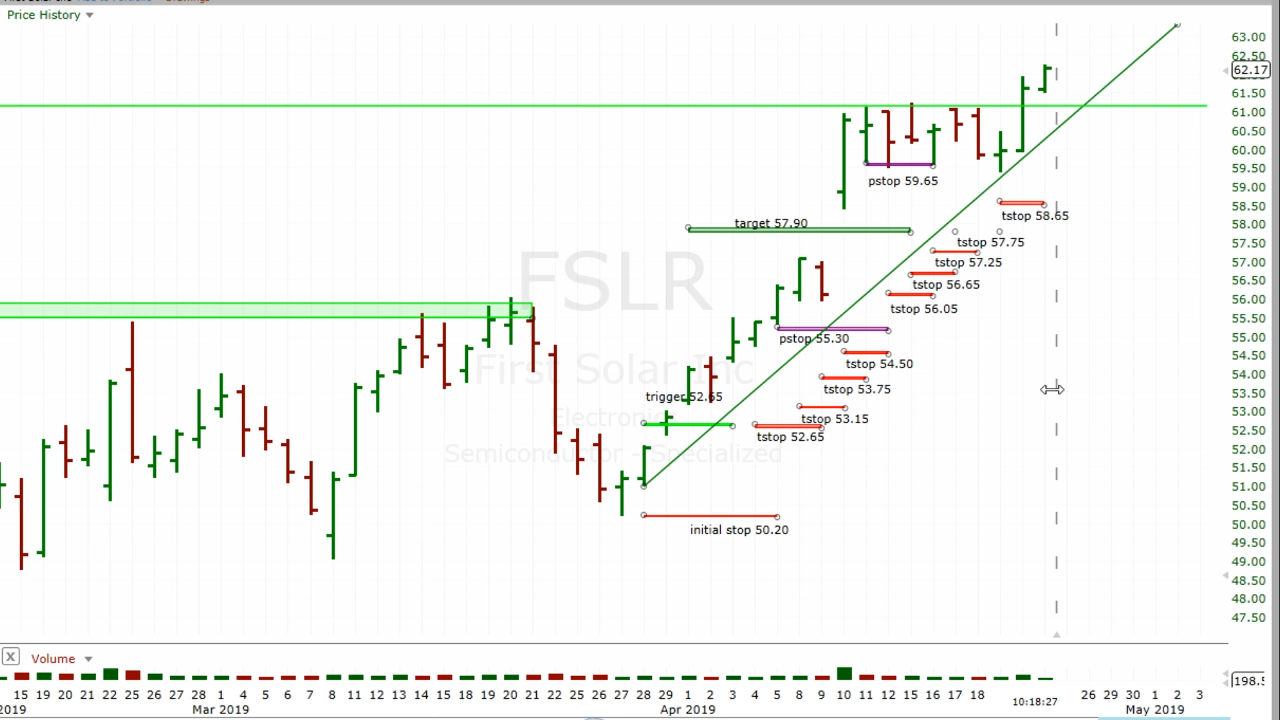 Price History
63.00
62.50
62.17
61.50
61.00
60.50
60.00
59.50
59.00
58.50
58.00
57.50
57.00
56.50
56.00
55.50
55.00
54.50
54.00
53.50
53.00
52.50
52.00
51.50
51.00
50.50
50.00
49.50
49.00
48.50
48.00
47.50
pstop 59.65
target 57.90
tstop 58.65
tstop 57.75
tstop 57.25
tstop 56.65
tstop 56.05
pstop 55.30
tstop 54.50
tstop 53.75
trigger 52.65
tstop 53.15
tstop 52.65
initial stop 50.20
FSLR
First Solar Inc
Electronics
Semiconductor - Specialized
X Volume
198.5
15 19 20 21 22 25 26 27 28 1 4 5 6 7 8 11 12 13 14 15 18 19 20 21 22 25 26 27 28 29 1 2 3 4 5 8 9 10 11 12 15 16 17 18 26 29 30 1 2 3
10:18:27
2019 Mar 2019 Apr 2019 May 2019